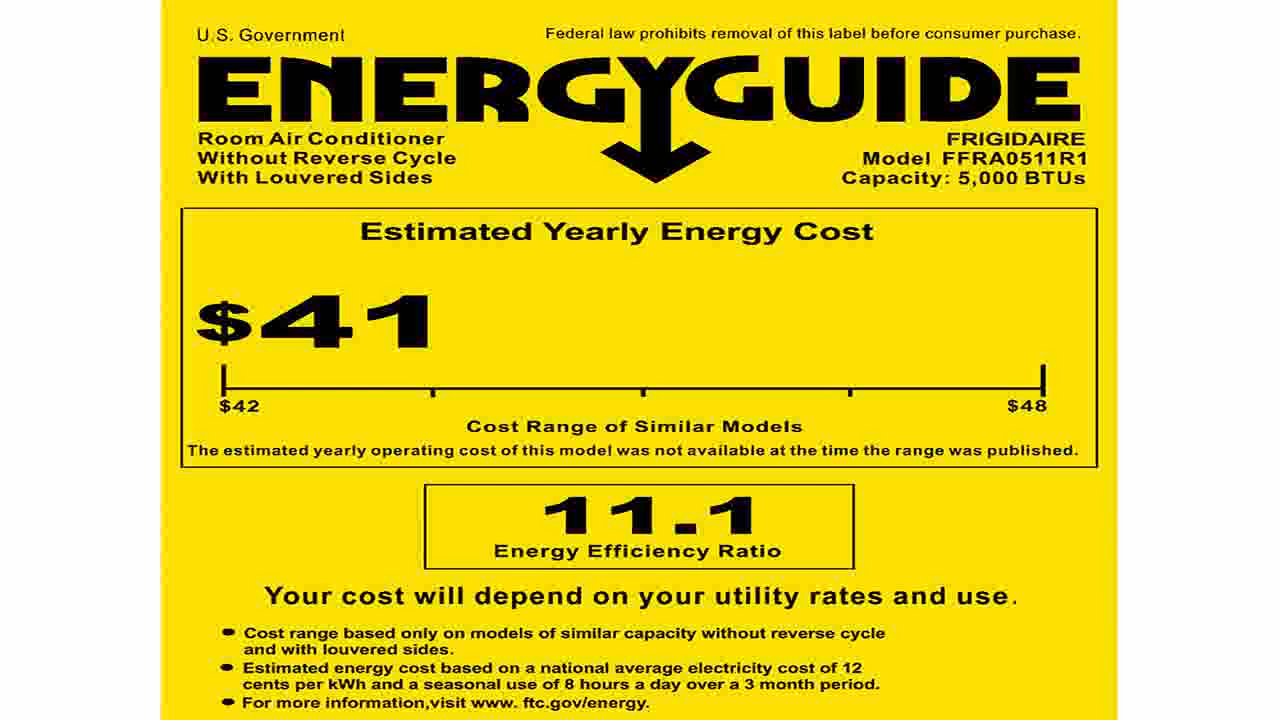 U.S. Government
Federal law prohibits removal of this label before consumer purchase.
ENERGYGUIDE
Room Air Conditioner
Without Reverse Cycle
With Louvered Sides
FRIGIDAIRE
Model FFRA0511R1
Capacity: 5,000 BTUs
Estimated Yearly Energy Cost
$41
$42
$48
Cost Range of Similar Models
The estimated yearly operating cost of this model was not available at the time the range was published.
11.1
Energy Efficiency Ratio
Your cost will depend on your utility rates and use.
• Cost range based only on models of similar capacity without reverse cycle
and with louvered sides.
• Estimated energy cost based on a national average electricity cost of 12
cents per kWh and a seasonal use of 8 hours a day over a 3 month period.
• For more information,visit www. ftc.gov/energy.